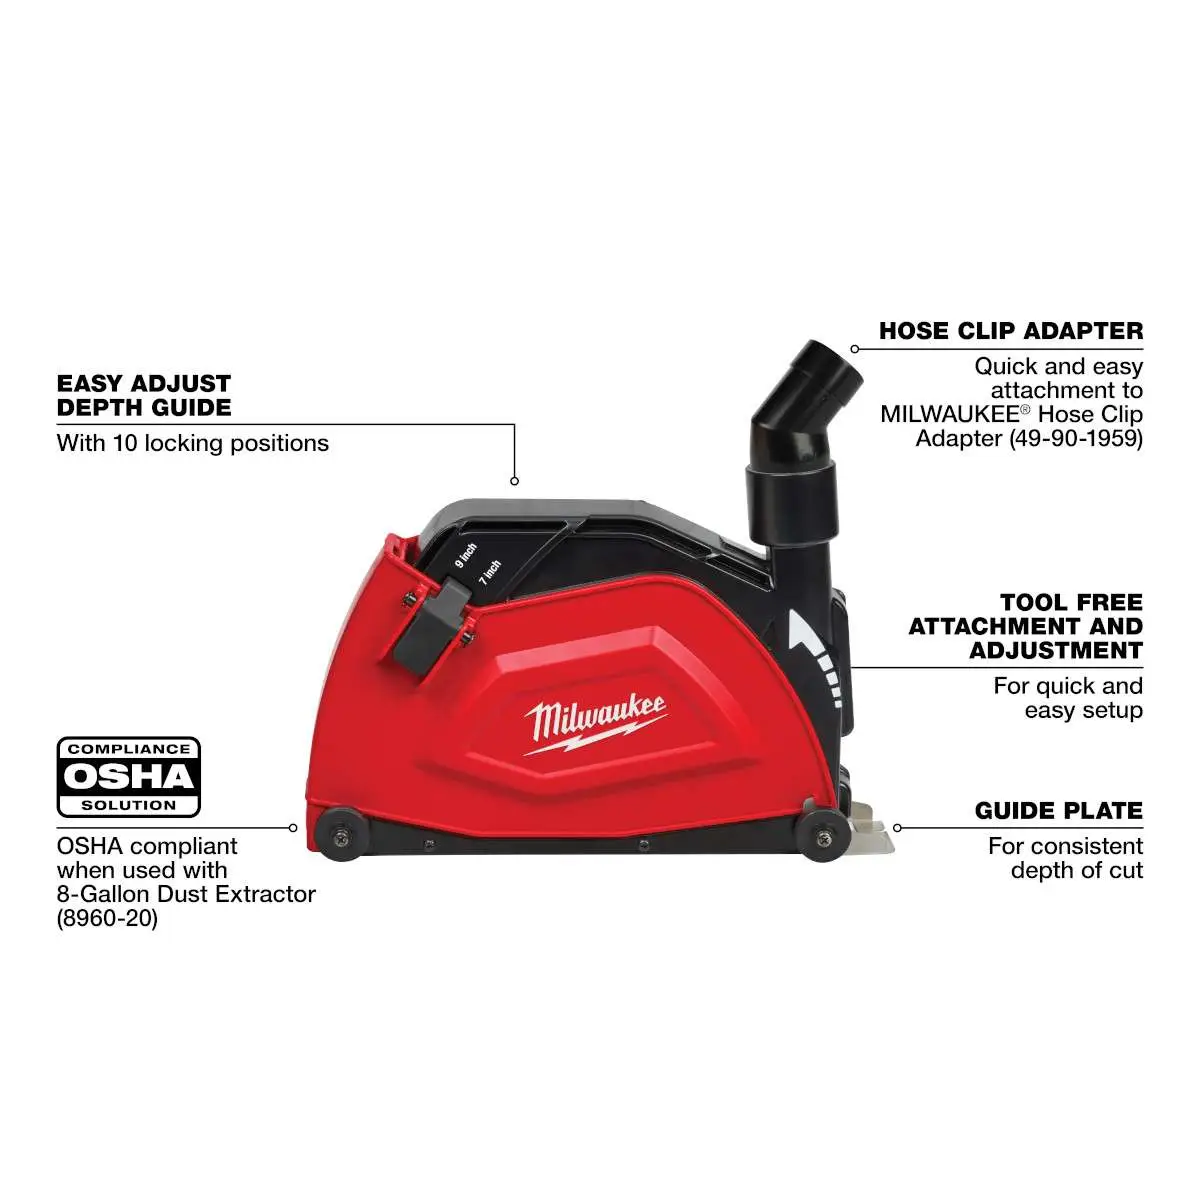 HOSE CLIP ADAPTER
Quick and easy
attachment to
MILWAUKEE® Hose Clip
Adapter (49-90-1959)
EASY ADJUST
DEPTH GUIDE
With 10 locking positions
9 inch
7 inch
TOOL FREE
ATTACHMENT AND
ADJUSTMENT
For quick and
easy setup
Milwaukee
COMPLIANCE
OSHA
SOLUTION
OSHA compliant
when used with
8-Gallon Dust Extractor
(8960-20)
GUIDE PLATE
For consistent
depth of cut